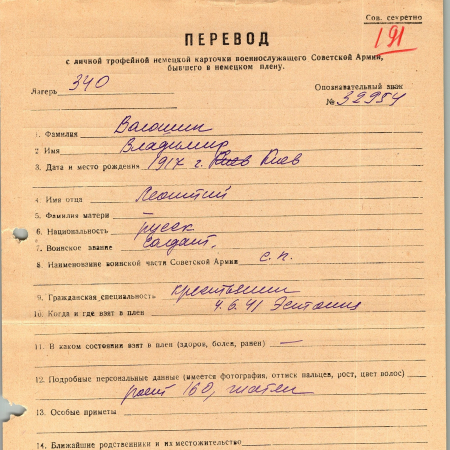 Сов. секретно
191
ПЕРЕВОД
с личной трофейной немецкой карточки военнослужащего Советской Армии,
бывшего в немецком плену.
Лагерь 340
Опознавательный знак
№ 32954
1. Фамилия Волошин
2. Имя Владимир
3. Дата и место рождения 1917 г. Киев Киев
4. Имя отца Леонтий
5. Фамилия матери —
6. Национальность русск
7. Воинское звание солдат.
8. Наименование воинской части Советской Армии с. п.
9. Гражданская специальность крестьянин
10. Когда и где взят в плен 4.6.41 Эстония
11. В каком состоянии взят в плен (здоров, болен, ранен) —
12. Подробные персональные данные (имеется фотография, оттиск пальцев, рост, цвет волос)
рост 160, шатен
13. Особые приметы
14. Ближайшие родственники и их местожительство